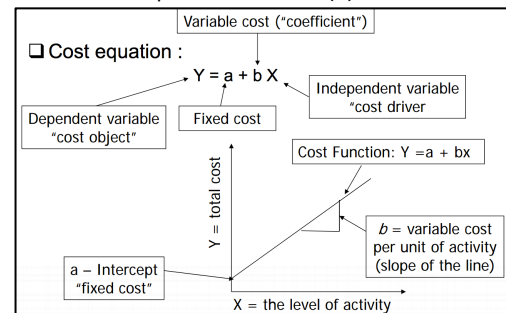 Variable cost ("coefficient")
❑ Cost equation :
Y = a + b X
Independent variable
"cost driver
Dependent variable
"cost object"
Fixed cost
Cost Function: Y =a + bx
Y = total cost
b = variable cost
per unit of activity
(slope of the line)
a – Intercept
"fixed cost"
X = the level of activity